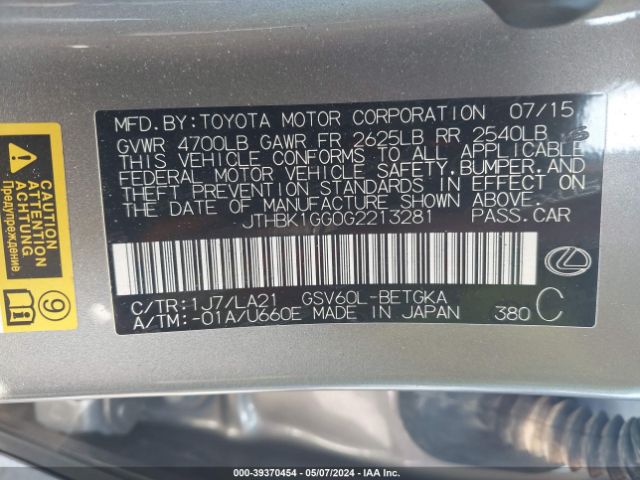 MFD. BY: TOYOTA MOTOR CORPORATION 07/15
GVWR 4700LB GAWR FR 2625LB RR 2540LB
THIS VEHICLE CONFORMS TO ALL APPLICABLE
FEDERAL MOTOR VEHICLE SAFETY, BUMPER, AND
THEFT PREVENTION STANDARDS IN EFFECT ON
THE DATE OF MANUFACTURE SHOWN ABOVE.
JTHBK1GG0G2213281 PASS. CAR
C/TR: 1J7/LA21 GSV60L-BETGKA
A/TM: -01A/U660E MADE IN JAPAN 380 C
CAUTION
ATTENTION
ACHTUNG
Предупреждение
9
000-39370454 - 05/07/2024 - IAA Inc.